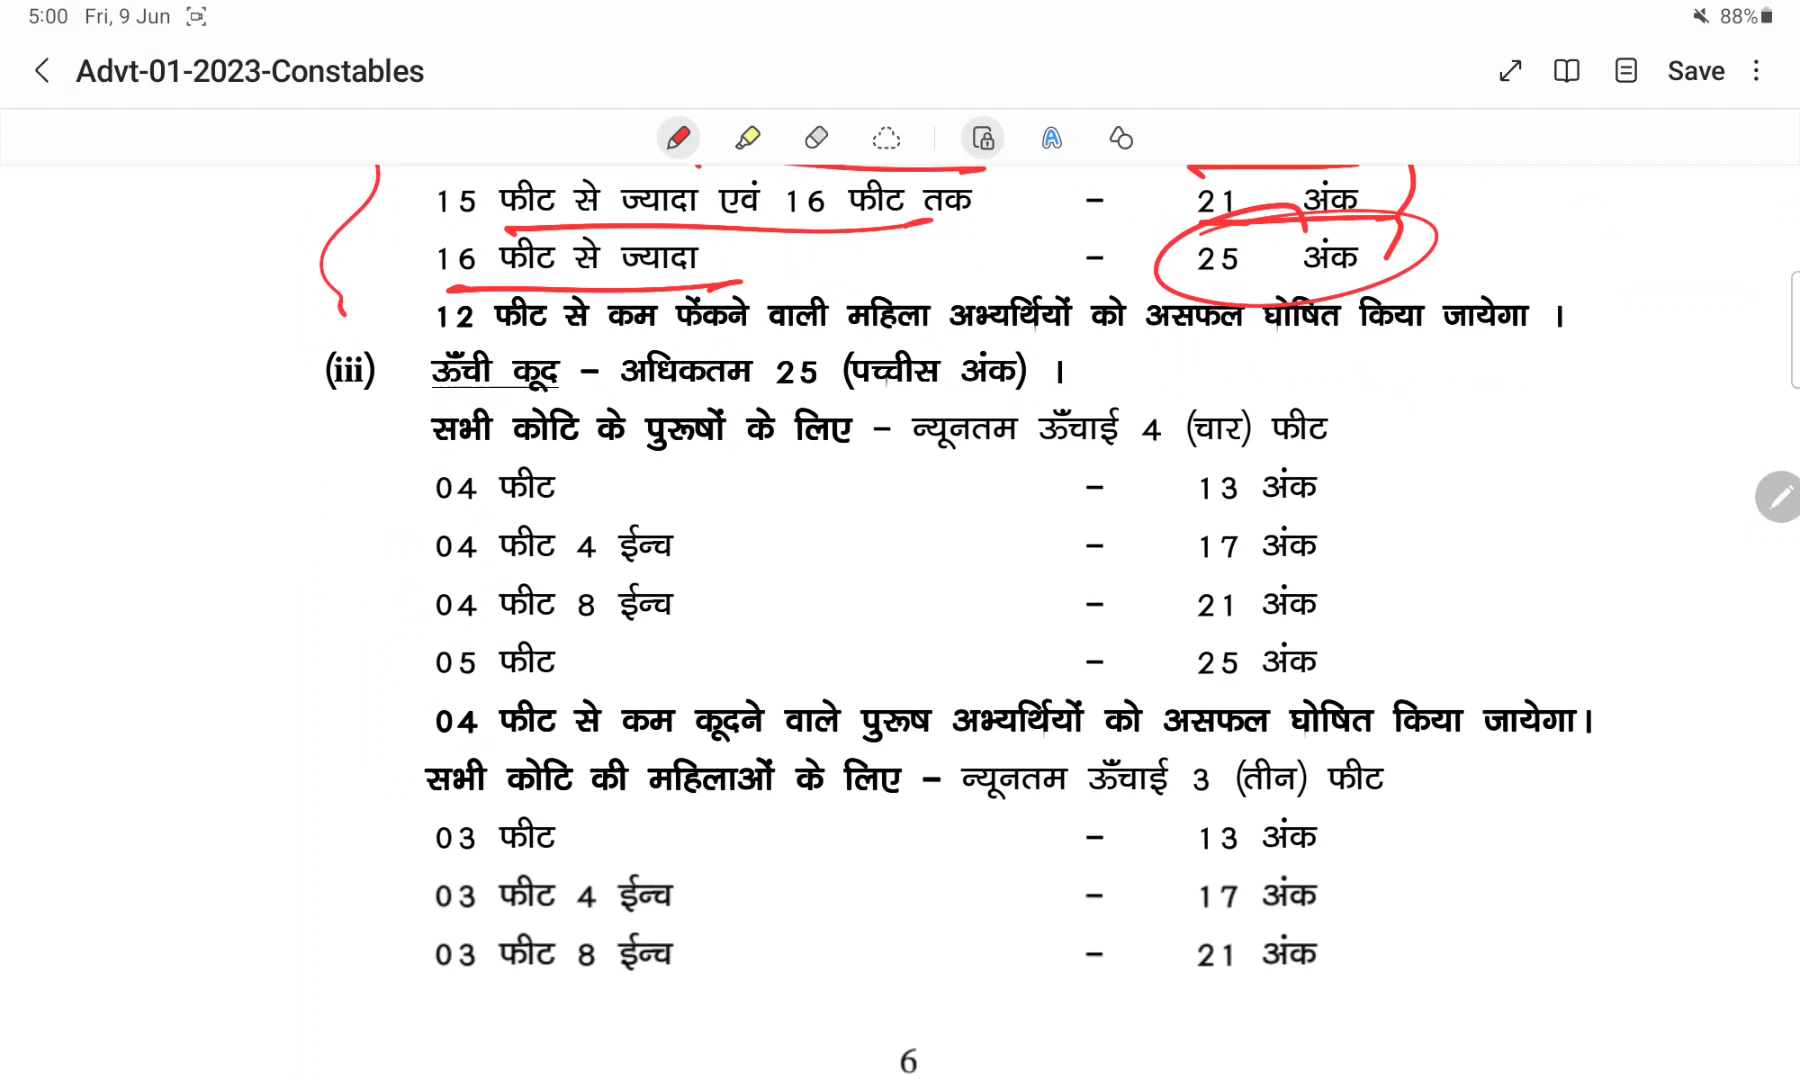 5:00 Fri, 9 Jun 88%
Advt-01-2023-Constables Save
15 फीट से ज्यादा एवं 16 फीट तक – 21 अंक
16 फीट से ज्यादा – 25 अंक
12 फीट से कम फेंकने वाली महिला अभ्यर्थियों को असफल घोषित किया जायेगा ।
(iii) ऊँची कूद – अधिकतम 25 (पच्चीस अंक) ।
सभी कोटि के पुरूषों के लिए – न्यूनतम ऊँचाई 4 (चार) फीट
04 फीट – 13 अंक
04 फीट 4 ईन्च – 17 अंक
04 फीट 8 ईन्च – 21 अंक
05 फीट – 25 अंक
04 फीट से कम कूदने वाले पुरूष अभ्यर्थियों को असफल घोषित किया जायेगा।
सभी कोटि की महिलाओं के लिए – न्यूनतम ऊँचाई 3 (तीन) फीट
03 फीट – 13 अंक
03 फीट 4 ईन्च – 17 अंक
03 फीट 8 ईन्च – 21 अंक
6